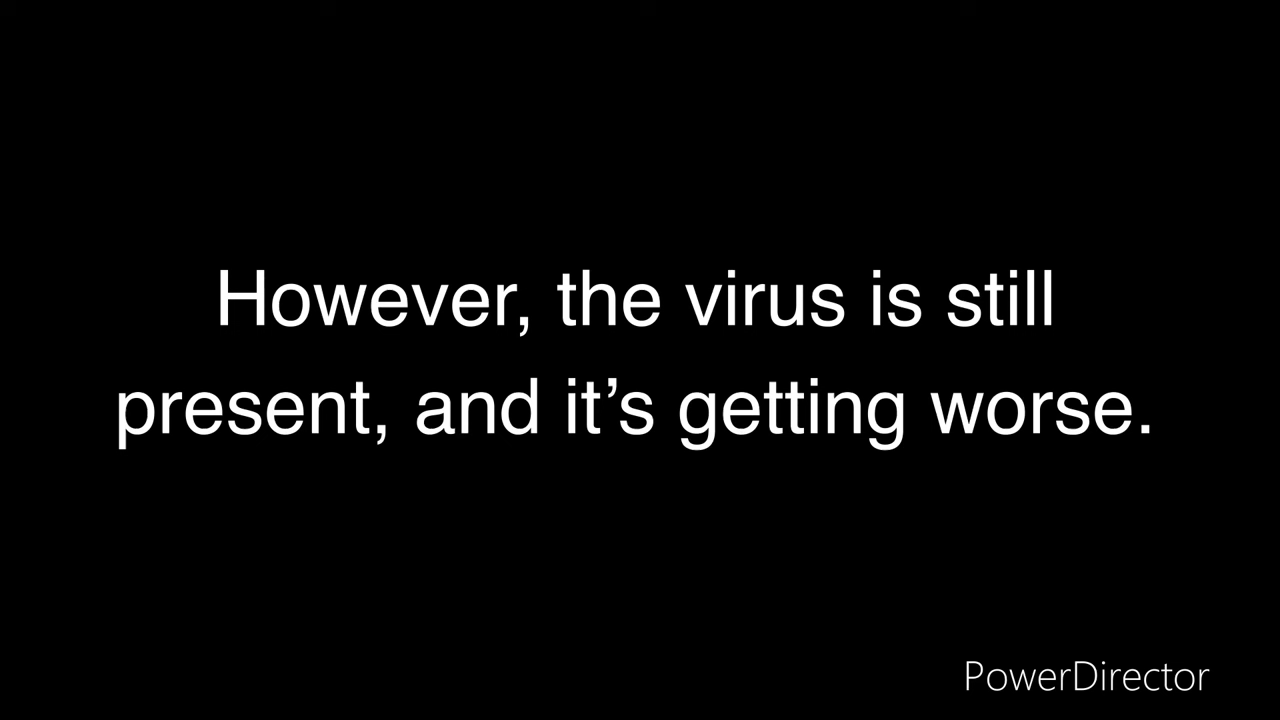 However, the virus is still
present, and it’s getting worse.
PowerDirector